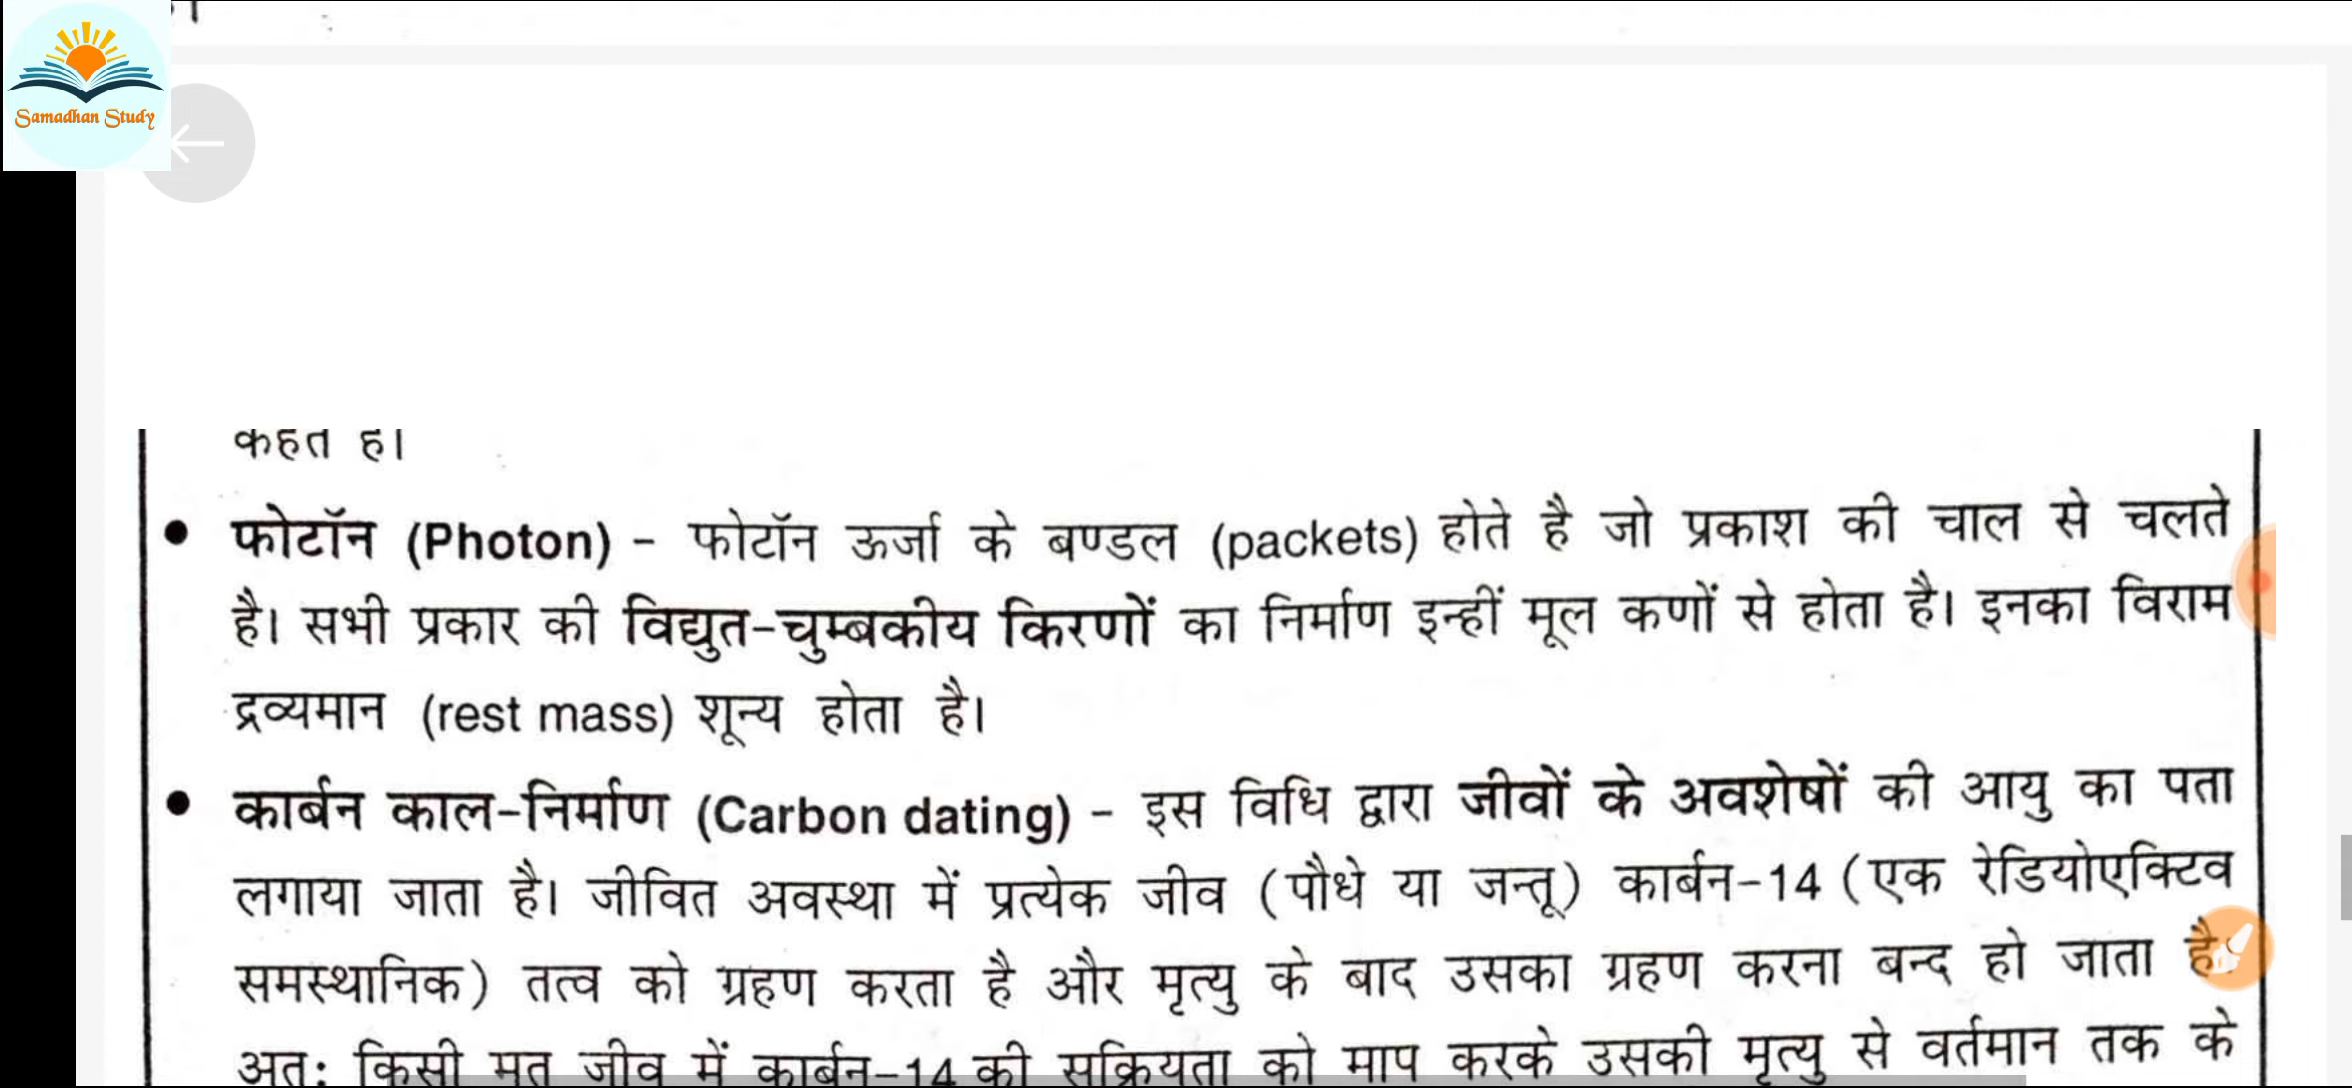 Samadhan Study
कहते हैं।
• फोटॉन (Photon) - फोटॉन ऊर्जा के बण्डल (packets) होते है जो प्रकाश की चाल से चलते
है। सभी प्रकार की विद्युत-चुम्बकीय किरणों का निर्माण इन्हीं मूल कणों से होता है। इनका विराम
द्रव्यमान (rest mass) शून्य होता है।
• कार्बन काल-निर्माण (Carbon dating) - इस विधि द्वारा जीवों के अवशेषों की आयु का पता
लगाया जाता है। जीवित अवस्था में प्रत्येक जीव (पौधे या जन्तू) कार्बन-14 (एक रेडियोएक्टिव
समस्थानिक) तत्व को ग्रहण करता है और मृत्यु के बाद उसका ग्रहण करना बन्द हो जाता है।
अतः किसी मृत जीव में कार्बन-14 की सक्रियता को माप करके उसकी मृत्यु से वर्तमान तक के